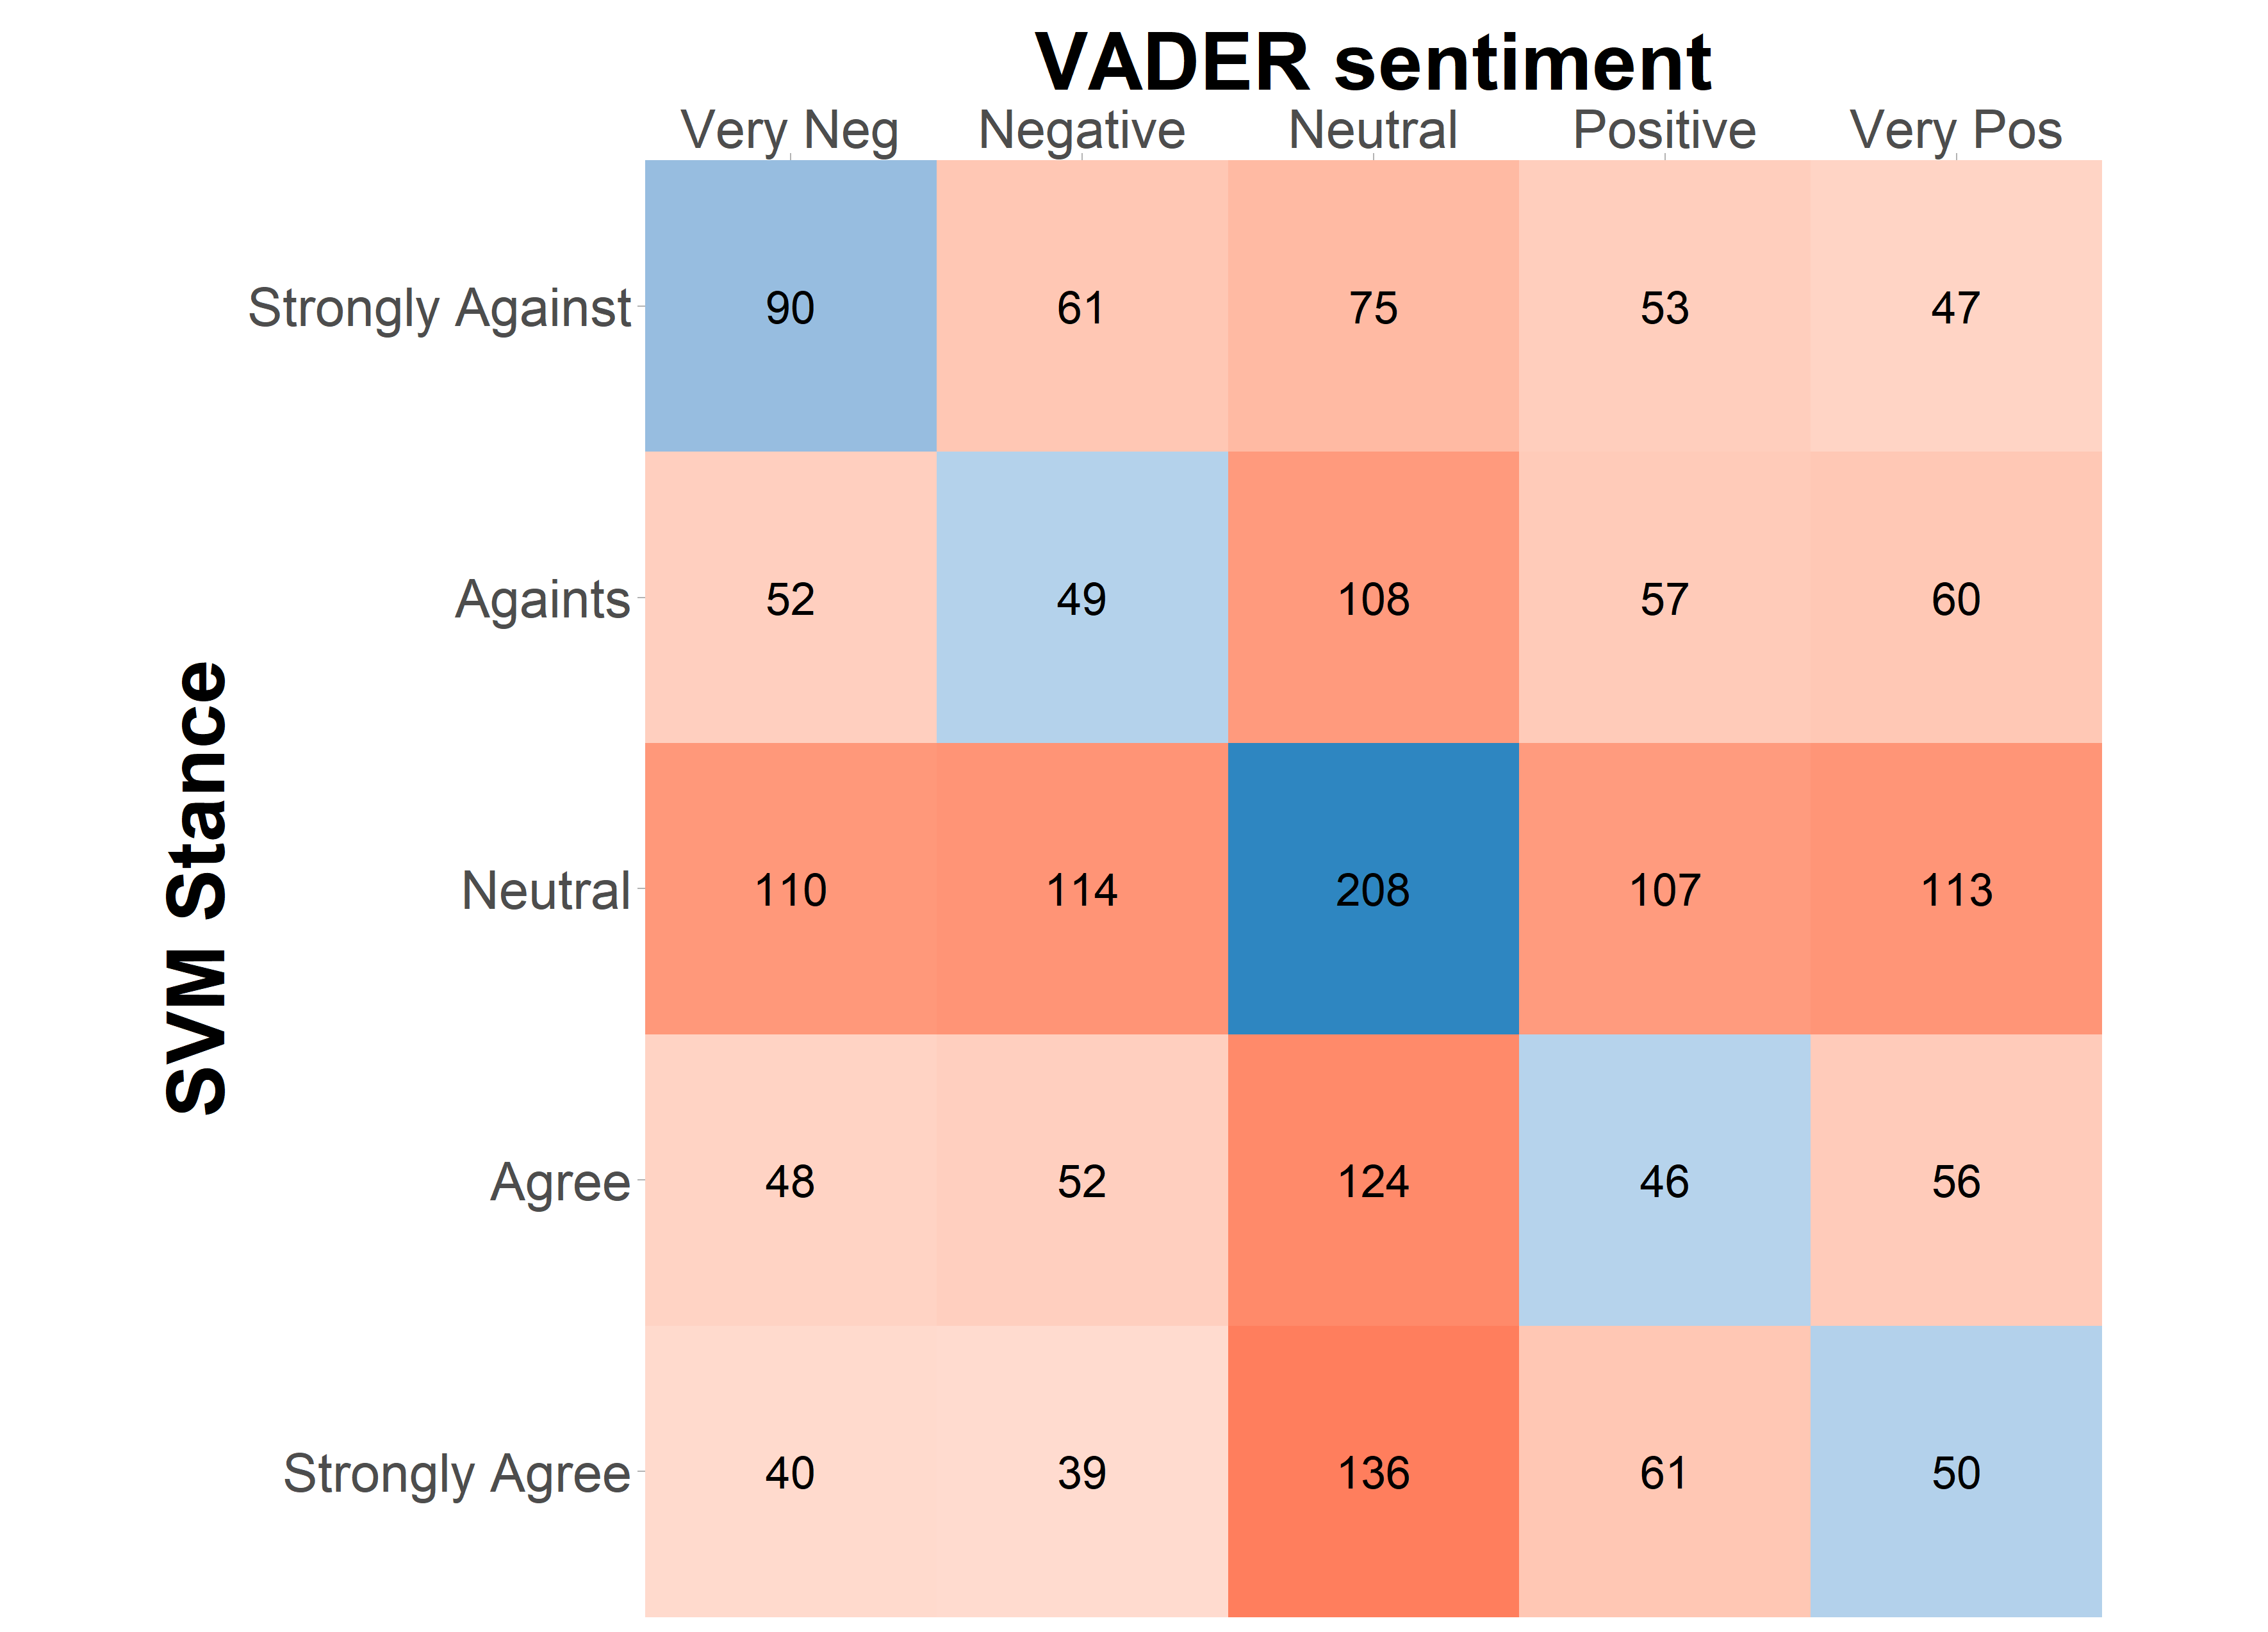 VADER sentiment
Very Neg Negative Neutral Positive Very Pos
Strongly Against 90 61 75 53 47
Againts 52 49 108 57 60
SVM Stance
Neutral 110 114 208 107 113
Agree 48 52 124 46 56
Strongly Agree 40 39 136 61 50